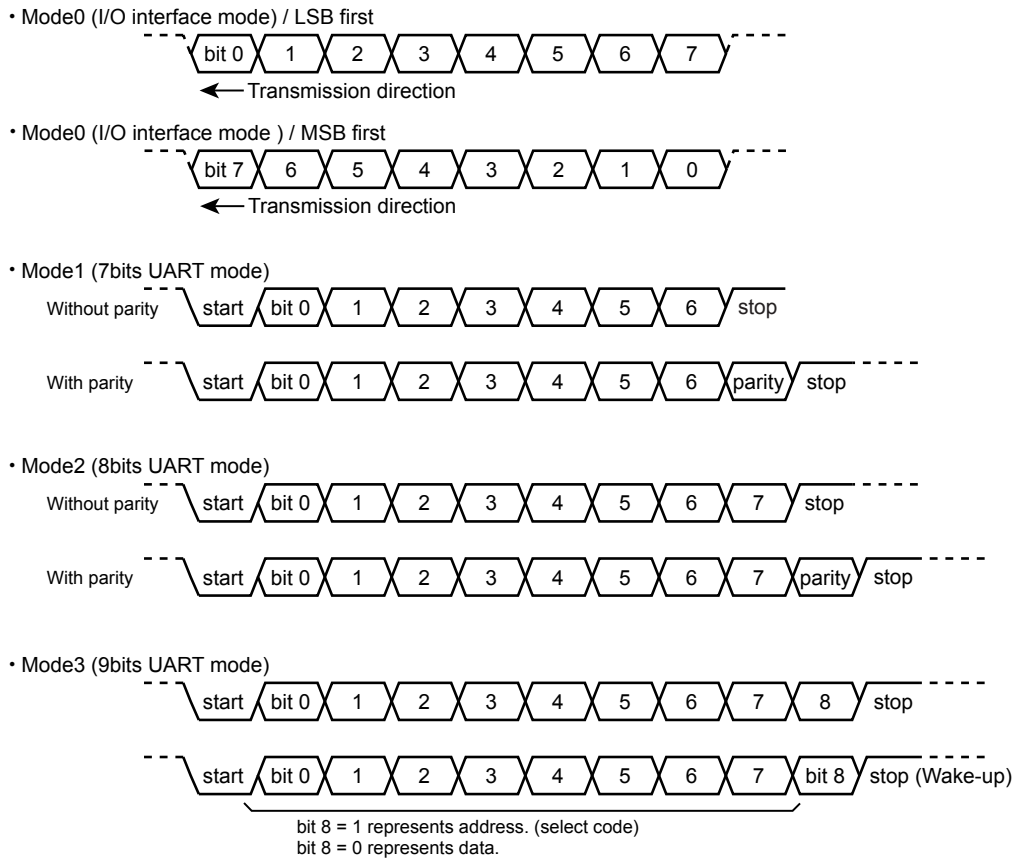 ・Mode0 (I/O interface mode) / LSB first
bit 0 1 2 3 4 5 6 7
Transmission direction
・Mode0 (I/O interface mode ) / MSB first
bit 7 6 5 4 3 2 1 0
Transmission direction
・Mode1 (7bits UART mode)
Without parity start bit 0 1 2 3 4 5 6 stop
With parity start bit 0 1 2 3 4 5 6 parity stop
・Mode2 (8bits UART mode)
Without parity start bit 0 1 2 3 4 5 6 7 stop
With parity start bit 0 1 2 3 4 5 6 7 parity stop
・Mode3 (9bits UART mode)
start bit 0 1 2 3 4 5 6 7 8 stop
start bit 0 1 2 3 4 5 6 7 bit 8 stop (Wake-up)
bit 8 = 1 represents address. (select code)
bit 8 = 0 represents data.